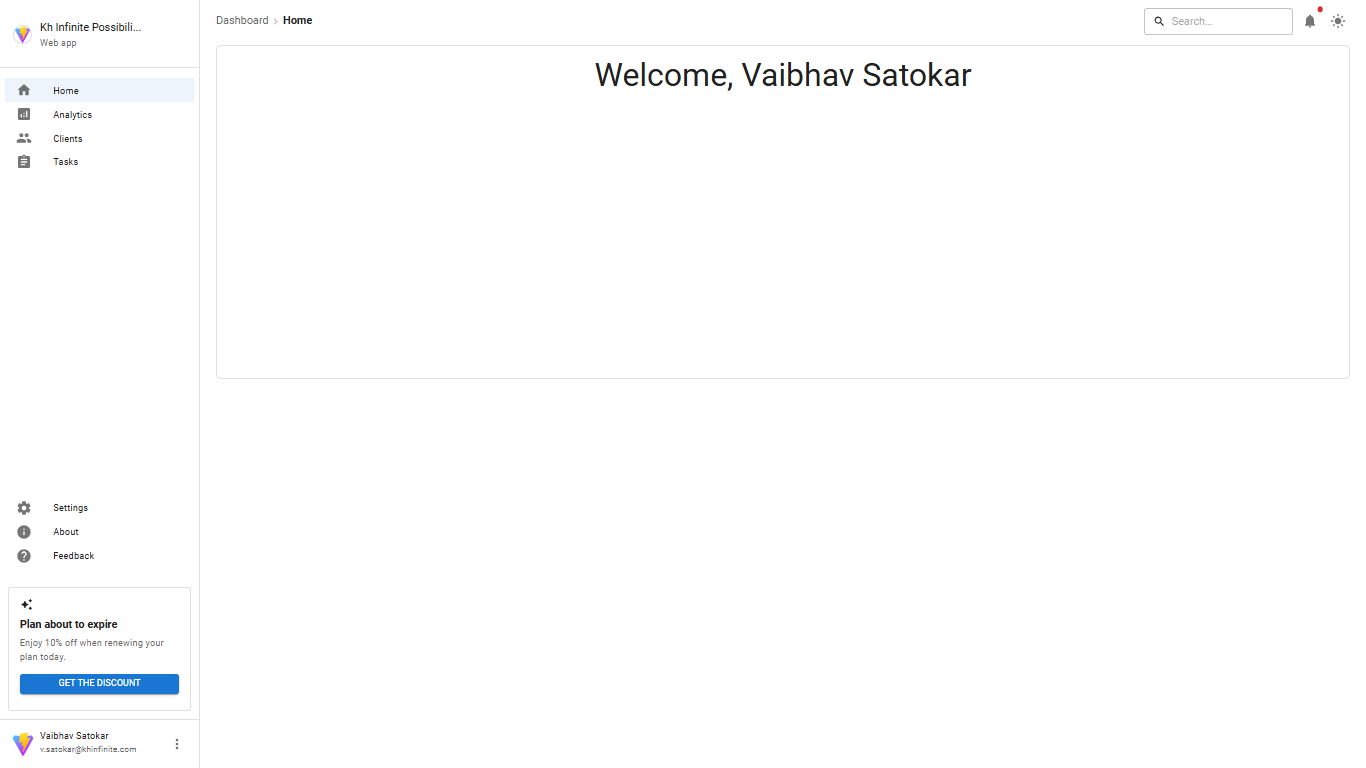 Kh Infinite Possibili...
Web app
Home
Analytics
Clients
Tasks
Settings
About
Feedback
Plan about to expire
Enjoy 10% off when renewing your
plan today.
GET THE DISCOUNT
Vaibhav Satokar
v.satokar@khinfinite.com
Dashboard › Home
Search...
Welcome, Vaibhav Satokar